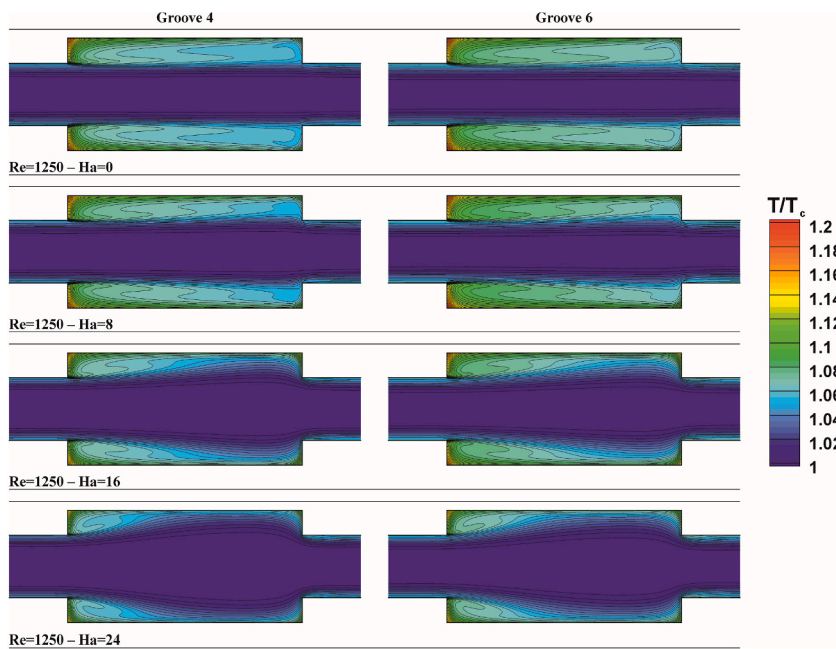 Groove 4 Groove 6
Re=1250 – Ha=0
Re=1250 – Ha=8
T/Tc
1.2
1.18
1.16
1.14
1.12
1.1
1.08
1.06
1.04
1.02
1
Re=1250 – Ha=16
Re=1250 – Ha=24